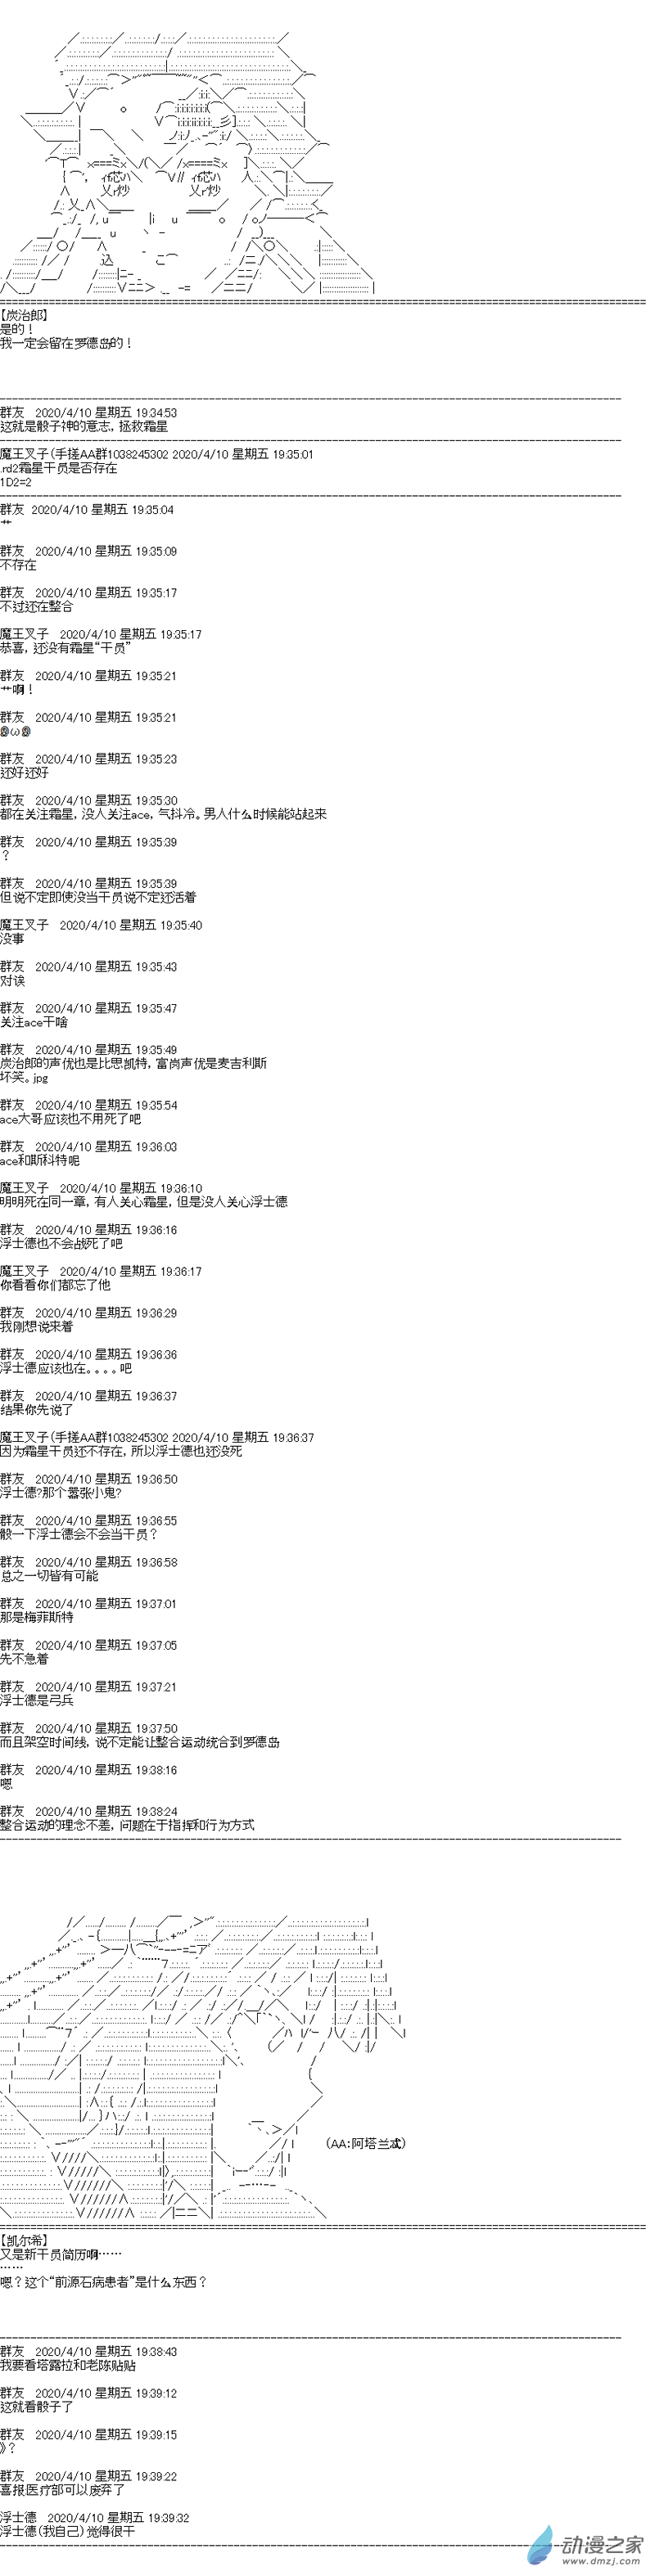 【炭治郎】
是的！
我一定会留在罗德岛的！
群友　2020/4/10 星期五 19:34:53
这就是骰子神的意志，拯救霜星
魔王叉子（手搓AA群1038245302 2020/4/10 星期五 19:35:01
.rd2霜星干员是否存在
1D2=2
群友　2020/4/10 星期五 19:35:04
艹
群友　2020/4/10 星期五 19:35:09
不存在
群友　2020/4/10 星期五 19:35:17
不过还在整合
魔王叉子　2020/4/10 星期五 19:35:17
恭喜，还没有霜星“干员”
群友　2020/4/10 星期五 19:35:21
艹啊！
群友　2020/4/10 星期五 19:35:21
ω
群友　2020/4/10 星期五 19:35:23
还好还好
群友　2020/4/10 星期五 19:35:30
都在关注霜星，没人关注ace，气抖冷。男人什么时候能站起来
群友　2020/4/10 星期五 19:35:39
？
群友　2020/4/10 星期五 19:35:39
但说不定即使没当干员说不定还活着
魔王叉子　2020/4/10 星期五 19:35:40
没事
群友　2020/4/10 星期五 19:35:43
对诶
群友　2020/4/10 星期五 19:35:47
关注ace干啥
群友　2020/4/10 星期五 19:35:49
炭治郎的声优也是比思凯特，富岗声优是麦吉利斯
坏笑。jpg
群友　2020/4/10 星期五 19:35:54
ace大哥应该也不用死了吧
群友　2020/4/10 星期五 19:36:03
ace和斯科特呢
魔王叉子　2020/4/10 星期五 19:36:10
明明死在同一章，有人关心霜星，但是没人关心浮士德
群友　2020/4/10 星期五 19:36:16
浮士德也不会战死了吧
魔王叉子　2020/4/10 星期五 19:36:17
你看看你们都忘了他
群友　2020/4/10 星期五 19:36:29
我刚想说来着
群友　2020/4/10 星期五 19:36:36
浮士德应该也在。。。。吧
群友　2020/4/10 星期五 19:36:37
结果你先说了
魔王叉子（手搓AA群1038245302 2020/4/10 星期五 19:36:37
因为霜星干员还不存在，所以浮士德也还没死
群友　2020/4/10 星期五 19:36:50
浮士德?那个嚣张小鬼?
群友　2020/4/10 星期五 19:36:55
骰一下浮士德会不会当干员？
群友　2020/4/10 星期五 19:36:58
总之一切皆有可能
群友　2020/4/10 星期五 19:37:01
那是梅菲斯特
群友　2020/4/10 星期五 19:37:05
先不急着
群友　2020/4/10 星期五 19:37:21
浮士德是弓兵
群友　2020/4/10 星期五 19:37:50
而且架空时间线，说不定能让整合运动统合到罗德岛
群友　2020/4/10 星期五 19:38:16
嗯
群友　2020/4/10 星期五 19:38:24
整合运动的理念不差，问题在于指挥和行为方式
（AA：阿塔兰忒）
【凯尔希】
又是新干员简历啊……
……
嗯？这个“前源石病患者”是什么东西？
群友　2020/4/10 星期五 19:38:43
我要看塔露拉和老陈贴贴
群友　2020/4/10 星期五 19:39:12
这就看骰子了
群友　2020/4/10 星期五 19:39:15
》？
群友　2020/4/10 星期五 19:39:22
喜报:医疗部可以废弃了
浮士德　2020/4/10 星期五 19:39:32
浮士德（我自己）觉得很干
动漫之家
www.dmzj.com